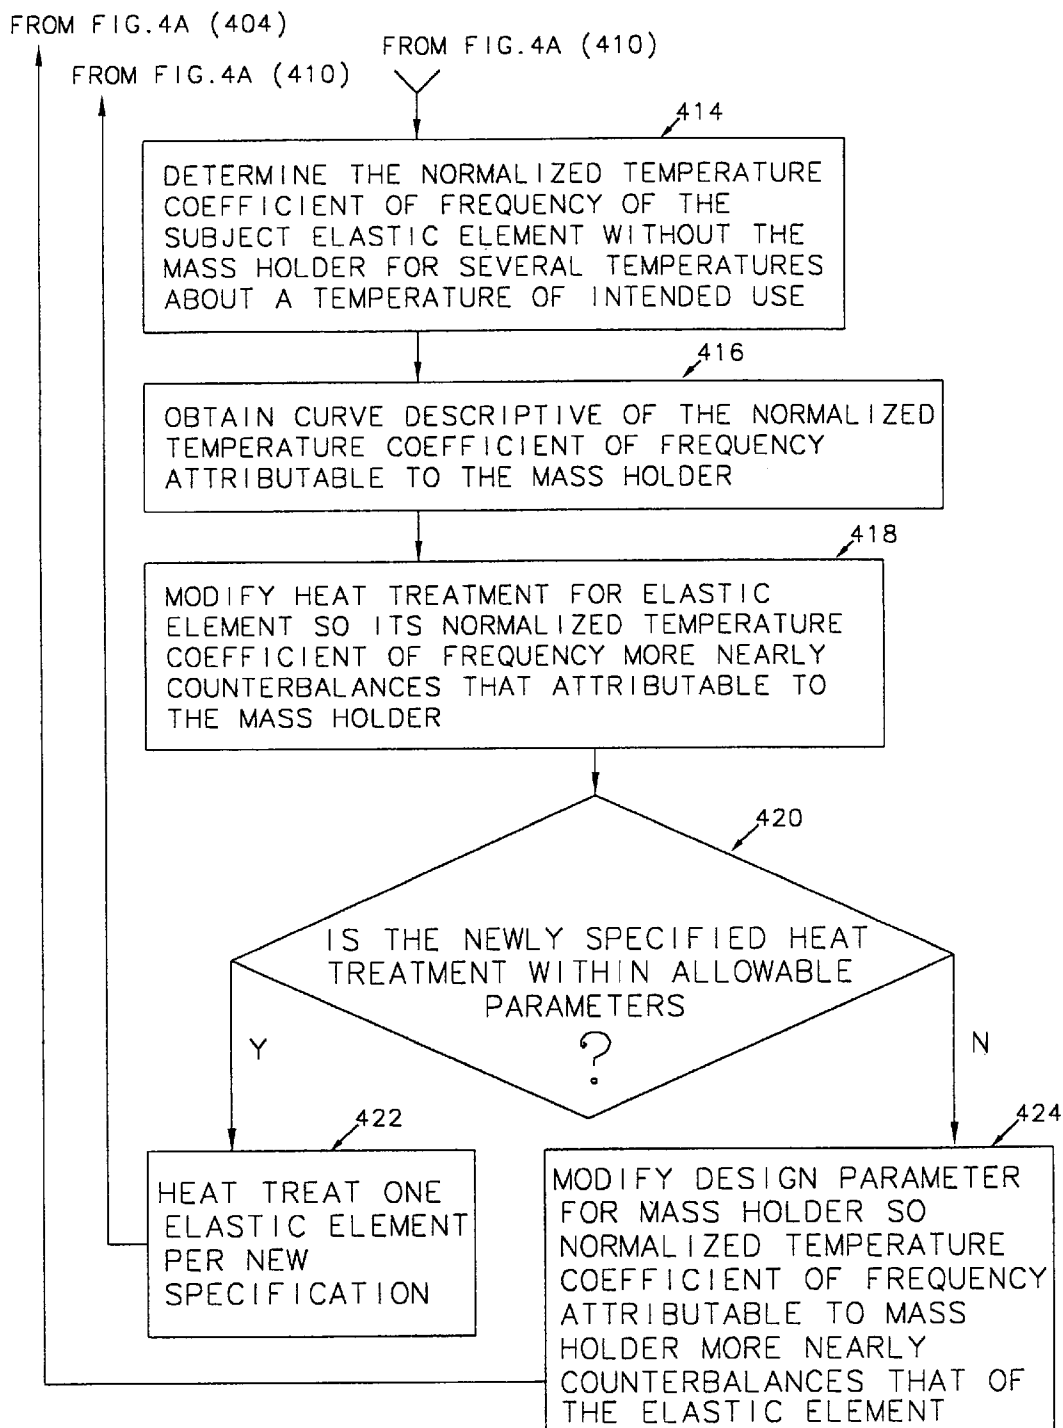 FROM FIG.4A (404)
FROM FIG.4A (410)
FROM FIG.4A (410)
414
DETERMINE THE NORMALIZED TEMPERATURE
COEFFICIENT OF FREQUENCY OF THE
SUBJECT ELASTIC ELEMENT WITHOUT THE
MASS HOLDER FOR SEVERAL TEMPERATURES
ABOUT A TEMPERATURE OF INTENDED USE
416
OBTAIN CURVE DESCRIPTIVE OF THE NORMALIZED
TEMPERATURE COEFFICIENT OF FREQUENCY
ATTRIBUTABLE TO THE MASS HOLDER
418
MODIFY HEAT TREATMENT FOR ELASTIC
ELEMENT SO ITS NORMALIZED TEMPERATURE
COEFFICIENT OF FREQUENCY MORE NEARLY
COUNTERBALANCES THAT ATTRIBUTABLE TO
THE MASS HOLDER
420
IS THE NEWLY SPECIFIED HEAT
TREATMENT WITHIN ALLOWABLE
PARAMETERS
?
Y
N
422
HEAT TREAT ONE
ELASTIC ELEMENT
PER NEW
SPECIFICATION
424
MODIFY DESIGN PARAMETER
FOR MASS HOLDER SO
NORMALIZED TEMPERATURE
COEFFICIENT OF FREQUENCY
ATTRIBUTABLE TO MASS
HOLDER MORE NEARLY
COUNTERBALANCES THAT OF
THE ELASTIC ELEMENT